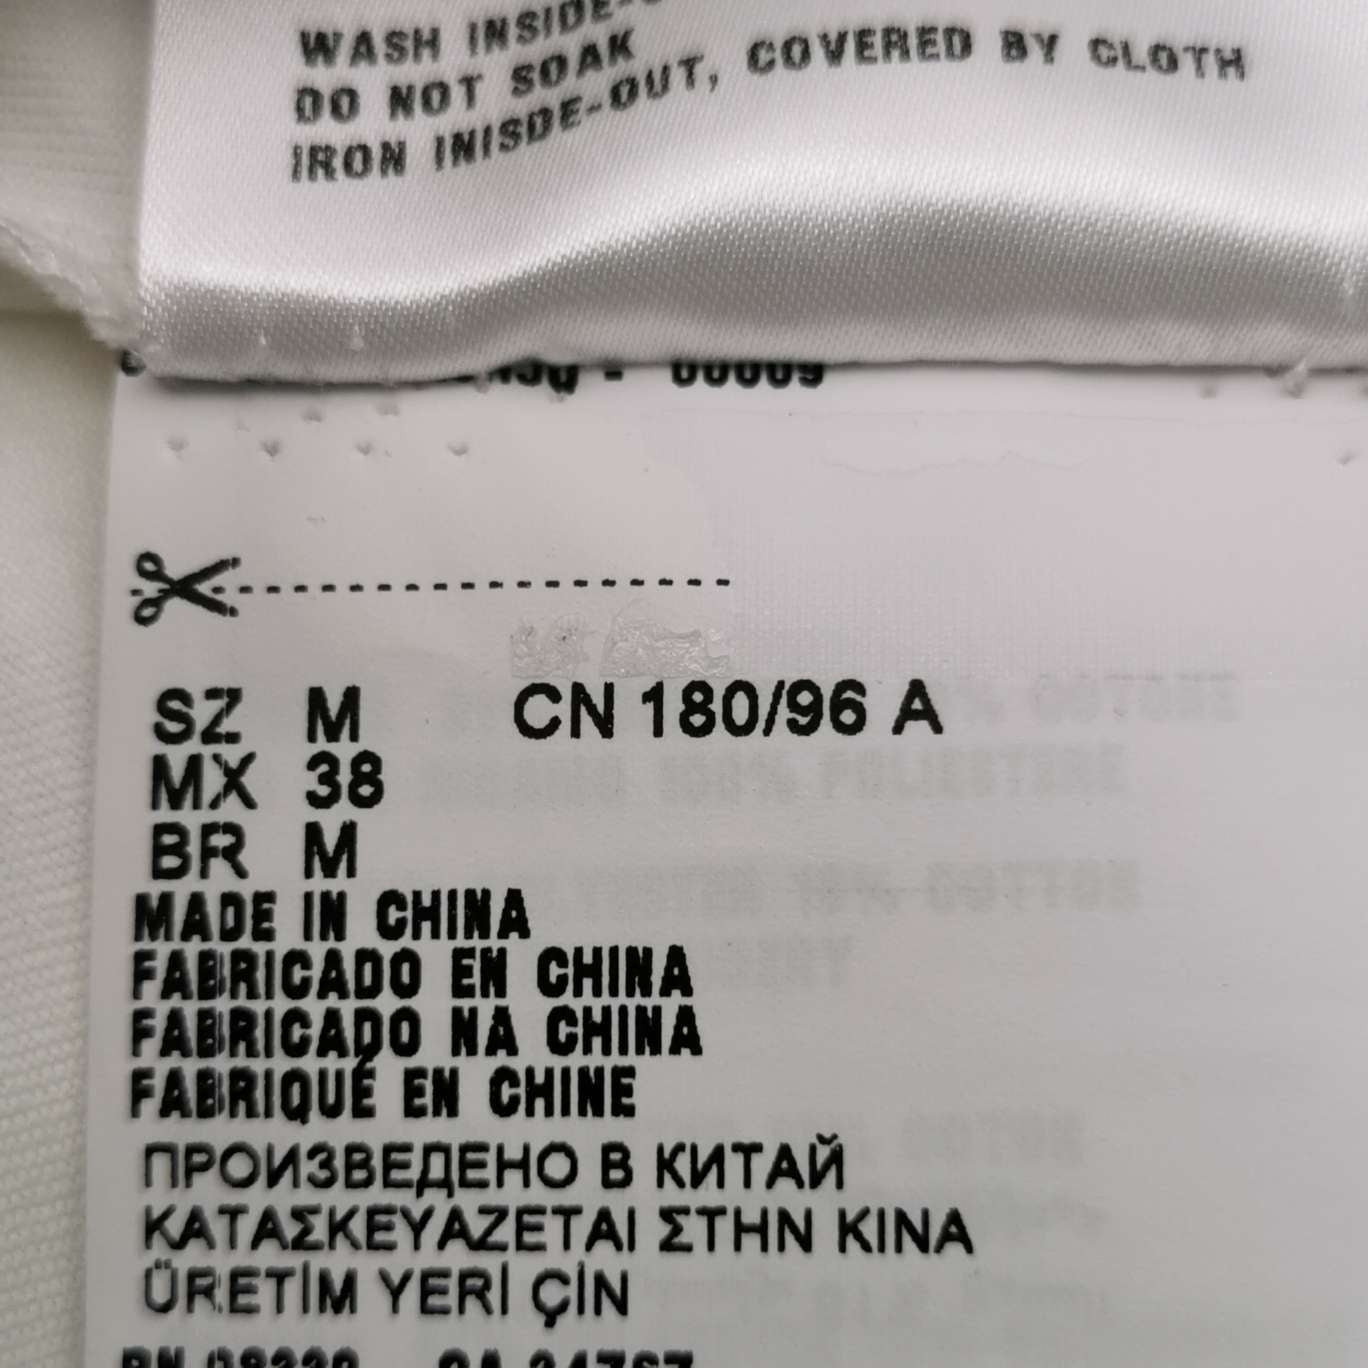 WASH INSIDE-
DO NOT SOAK
IRON INISDE-OUT, COVERED BY CLOTH
SZ M CN 180/96 A
MX 38
BR M
MADE IN CHINA
FABRICADO EN CHINA
FABRICADO NA CHINA
FABRIQUÉ EN CHINE
ПРОИЗВЕДЕНО В КИТАЙ
ΚΑΤΑΣΚΕΥΑΖΕΤΑΙ ΣΤΗΝ ΚΙΝΑ
ÜRETİM YERİ ÇİN